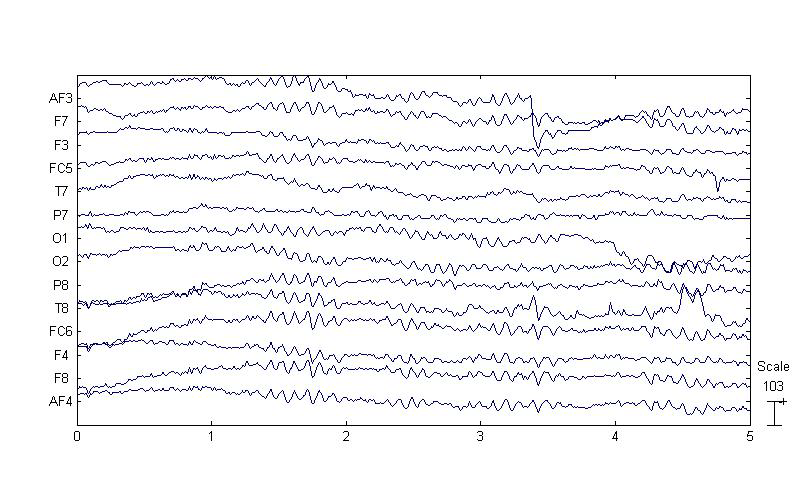 AF3
F7
F3
FC5
T7
P7
O1
O2
P8
T8
FC6
F4
F8
AF4
0 1 2 3 4 5
Scale
103
+